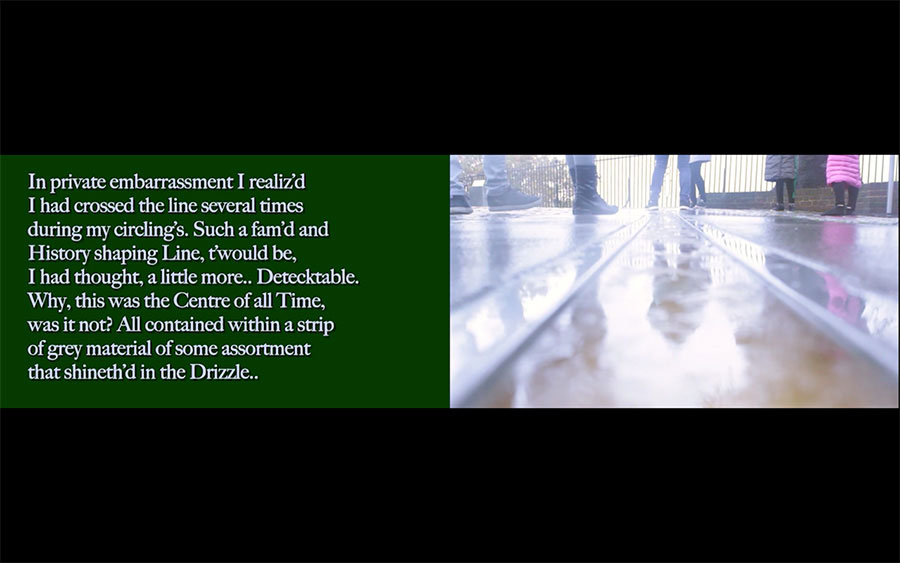 In private embarrassment I realiz'd
I had crossed the line several times
during my circling's. Such a fam'd and
History shaping Line, t'would be,
I had thought, a little more.. Detecktable.
Why, this was the Centre of all Time,
was it not? All contained within a strip
of grey material of some assortment
that shineth'd in the Drizzle..